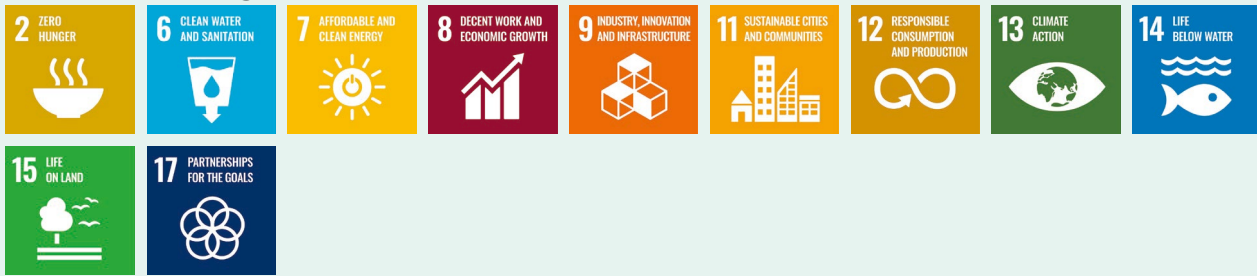 2 ZERO
HUNGER
6 CLEAN WATER
AND SANITATION
7 AFFORDABLE AND
CLEAN ENERGY
8 DECENT WORK AND
ECONOMIC GROWTH
9 INDUSTRY, INNOVATION
AND INFRASTRUCTURE
11 SUSTAINABLE CITIES
AND COMMUNITIES
12 RESPONSIBLE
CONSUMPTION
AND PRODUCTION
13 CLIMATE
ACTION
14 LIFE
BELOW WATER
15 LIFE
ON LAND
17 PARTNERSHIPS
FOR THE GOALS